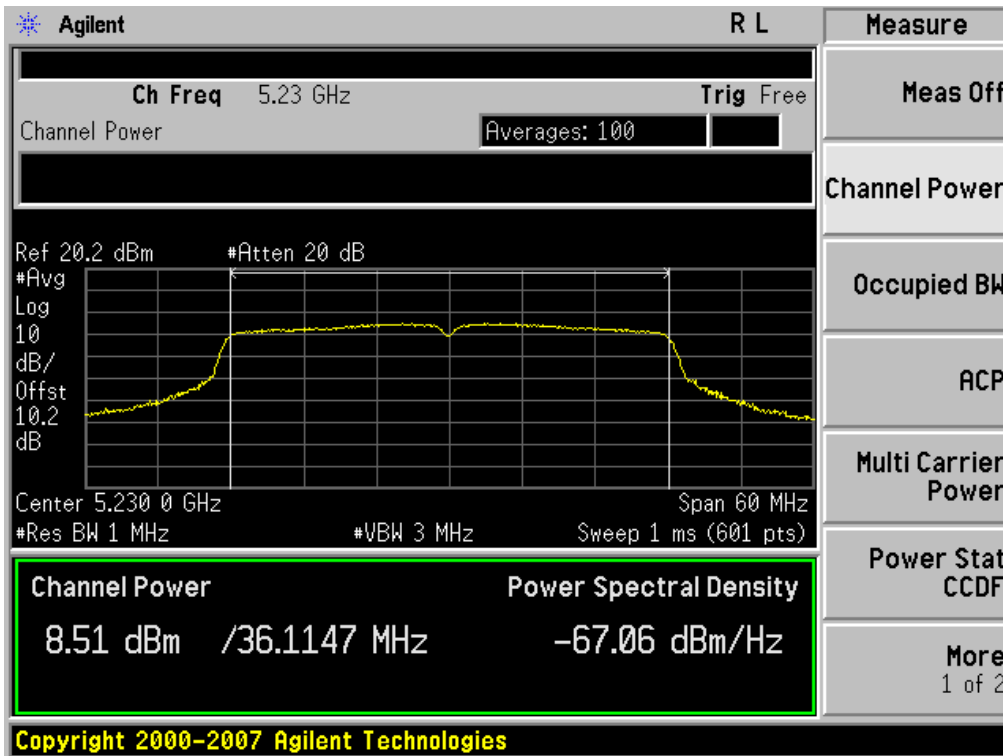 Agilent R L Measure
Ch Freq 5.23 GHz Trig Free
Meas Off
Channel Power Averages: 100
Channel Power
Ref 20.2 dBm #Atten 20 dB
#Avg
Log
10
dB/
Offst
10.2
dB
Occupied BW
ACP
Multi Carrier
Power
Center 5.230 0 GHz Span 60 MHz
#Res BW 1 MHz #VBW 3 MHz Sweep 1 ms (601 pts)
Power Stat
CCDF
Channel Power Power Spectral Density
8.51 dBm /36.1147 MHz -67.06 dBm/Hz
More
1 of 2
Copyright 2000-2007 Agilent Technologies